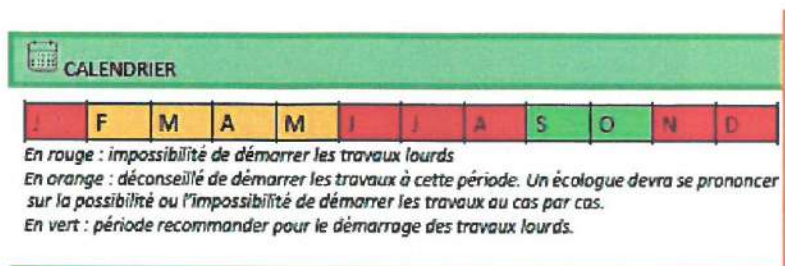 CALENDRIER
J F M A M J J A S O N D
En rouge : impossibilité de démarrer les travaux lourds
En orange : déconseillé de démarrer les travaux à cette période. Un écologue devra se prononcer
sur la possibilité ou l'impossibilité de démarrer les travaux au cas par cas.
En vert : période recommander pour le démarrage des travaux lourds.